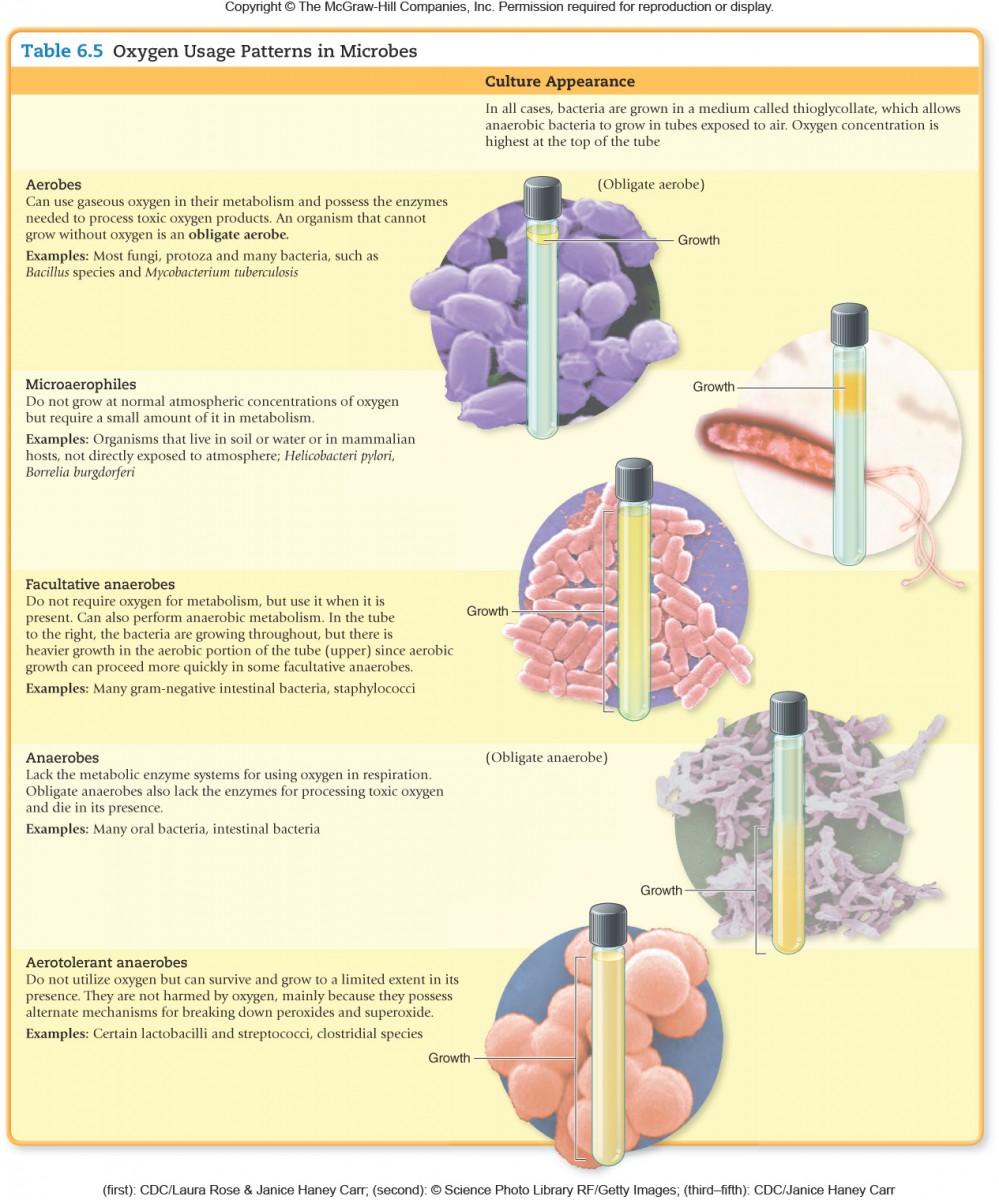 Copyright © The McGraw-Hill Companies, Inc. Permission required for reproduction or display.
Table 6.5 Oxygen Usage Patterns in Microbes
Culture Appearance
In all cases, bacteria are grown in a medium called thioglycollate, which allows
anaerobic bacteria to grow in tubes exposed to air. Oxygen concentration is
highest at the top of the tube
Aerobes
Can use gaseous oxygen in their metabolism and possess the enzymes
needed to process toxic oxygen products. An organism that cannot
grow without oxygen is an obligate aerobe.
Examples: Most fungi, protoza and many bacteria, such as
Bacillus species and Mycobacterium tuberculosis
(Obligate aerobe)
Growth
Microaerophiles
Do not grow at normal atmospheric concentrations of oxygen
but require a small amount of it in metabolism.
Examples: Organisms that live in soil or water or in mammalian
hosts, not directly exposed to atmosphere; Helicobacteri pylori,
Borrelia burgdorferi
Growth
Facultative anaerobes
Do not require oxygen for metabolism, but use it when it is
present. Can also perform anaerobic metabolism. In the tube
to the right, the bacteria are growing throughout, but there is
heavier growth in the aerobic portion of the tube (upper) since aerobic
growth can proceed more quickly in some facultative anaerobes.
Examples: Many gram-negative intestinal bacteria, staphylococci
Growth
Anaerobes
Lack the metabolic enzyme systems for using oxygen in respiration.
Obligate anaerobes also lack the enzymes for processing toxic oxygen
and die in its presence.
Examples: Many oral bacteria, intestinal bacteria
(Obligate anaerobe)
Growth
Aerotolerant anaerobes
Do not utilize oxygen but can survive and grow to a limited extent in its
presence. They are not harmed by oxygen, mainly because they possess
alternate mechanisms for breaking down peroxides and superoxide.
Examples: Certain lactobacilli and streptococci, clostridial species
Growth
(first): CDC/Laura Rose & Janice Haney Carr; (second): © Science Photo Library RF/Getty Images; (third–fifth): CDC/Janice Haney Carr